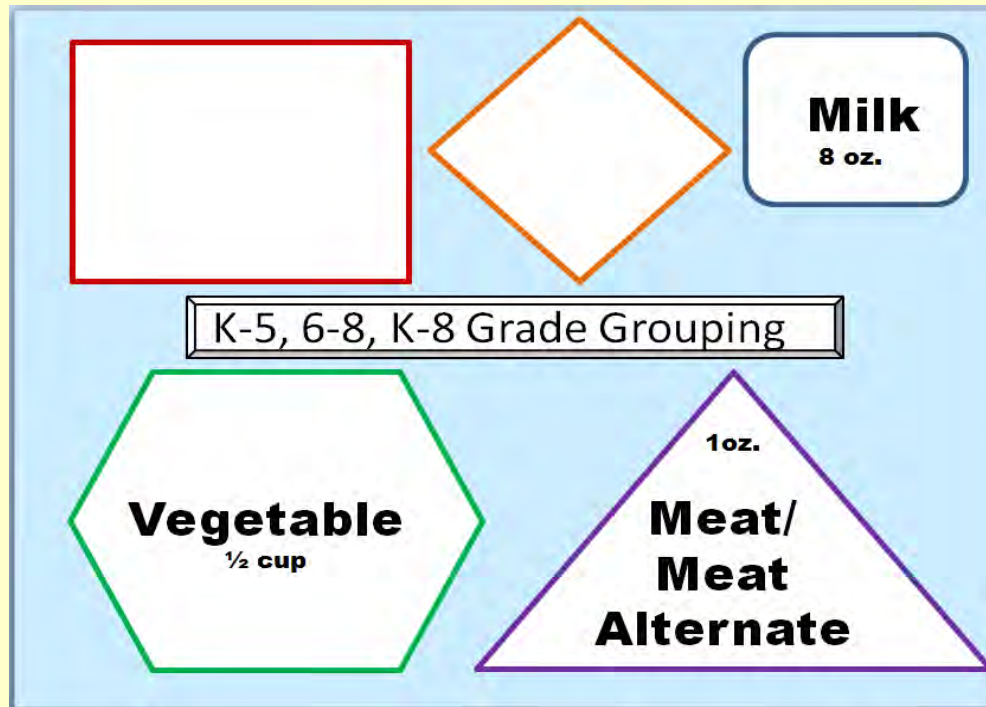 Milk
8 oz.
K-5, 6-8, K-8 Grade Grouping
Vegetable
½ cup
1oz.
Meat/
Meat
Alternate